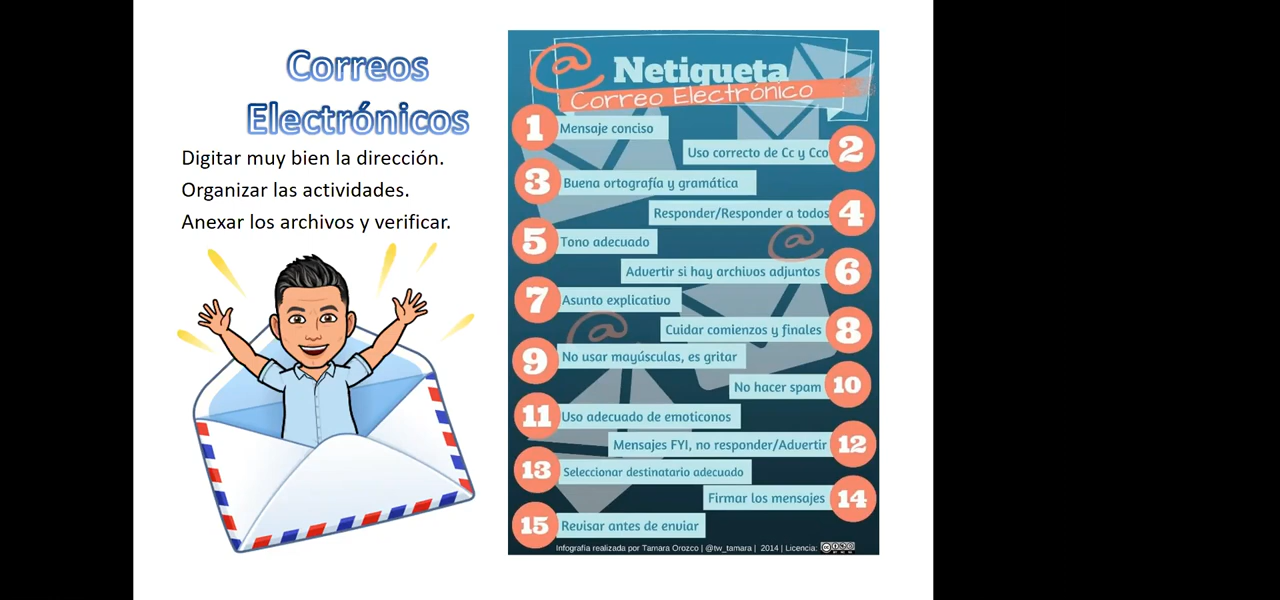 Correos
Electrónicos
Digitar muy bien la dirección.
Organizar las actividades.
Anexar los archivos y verificar.
@ Netiqueta
Correo Electrónico
1 Mensaje conciso
Uso correcto de Cc y Cco 2
3 Buena ortografía y gramática
Responder/Responder a todos 4
5 Tono adecuado
@
Advertir si hay archivos adjuntos 6
7 Asunto explicativo
@
Cuidar comienzos y finales 8
9 No usar mayúsculas, es gritar
No hacer spam 10
11 Uso adecuado de emoticonos
Mensajes FYI, no responder/Advertir 12
13 Seleccionar destinatario adecuado
Firmar los mensajes 14
15 Revisar antes de enviar
Infografía realizada por Tamara Orozco | @tw_tamara | 2014 | Licencia: